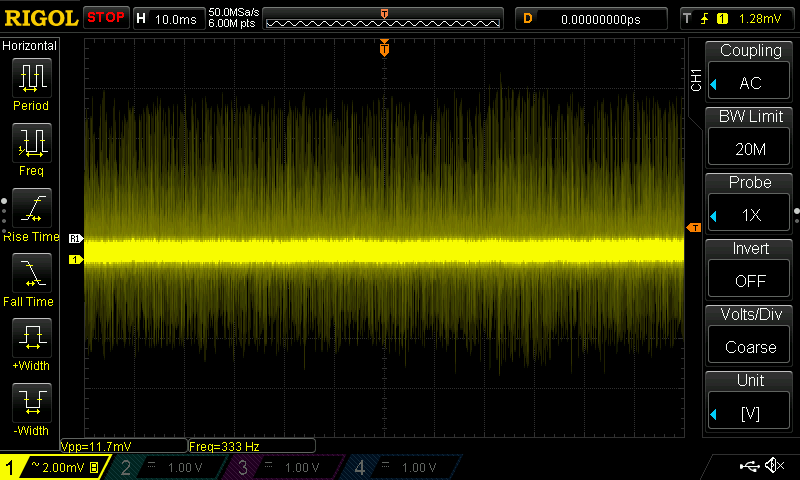 RIGOL STOP H 10.0ms 50.0MSa/s D 0.00000000ps T 1 1.28mV
6.00M pts
T
Horizontal
Period
Freq
Rise Time
Fall Time
+Width
-Width
T
R1
1
T
CH1
Coupling
AC
BW Limit
20M
Probe
1X
Invert
OFF
Volts/Div
Coarse
Unit
[V]
Vpp=11.7mV Freq=333 Hz
1 ~ 2.00mV B 2 1.00 V 3 1.00 V 4 1.00 V